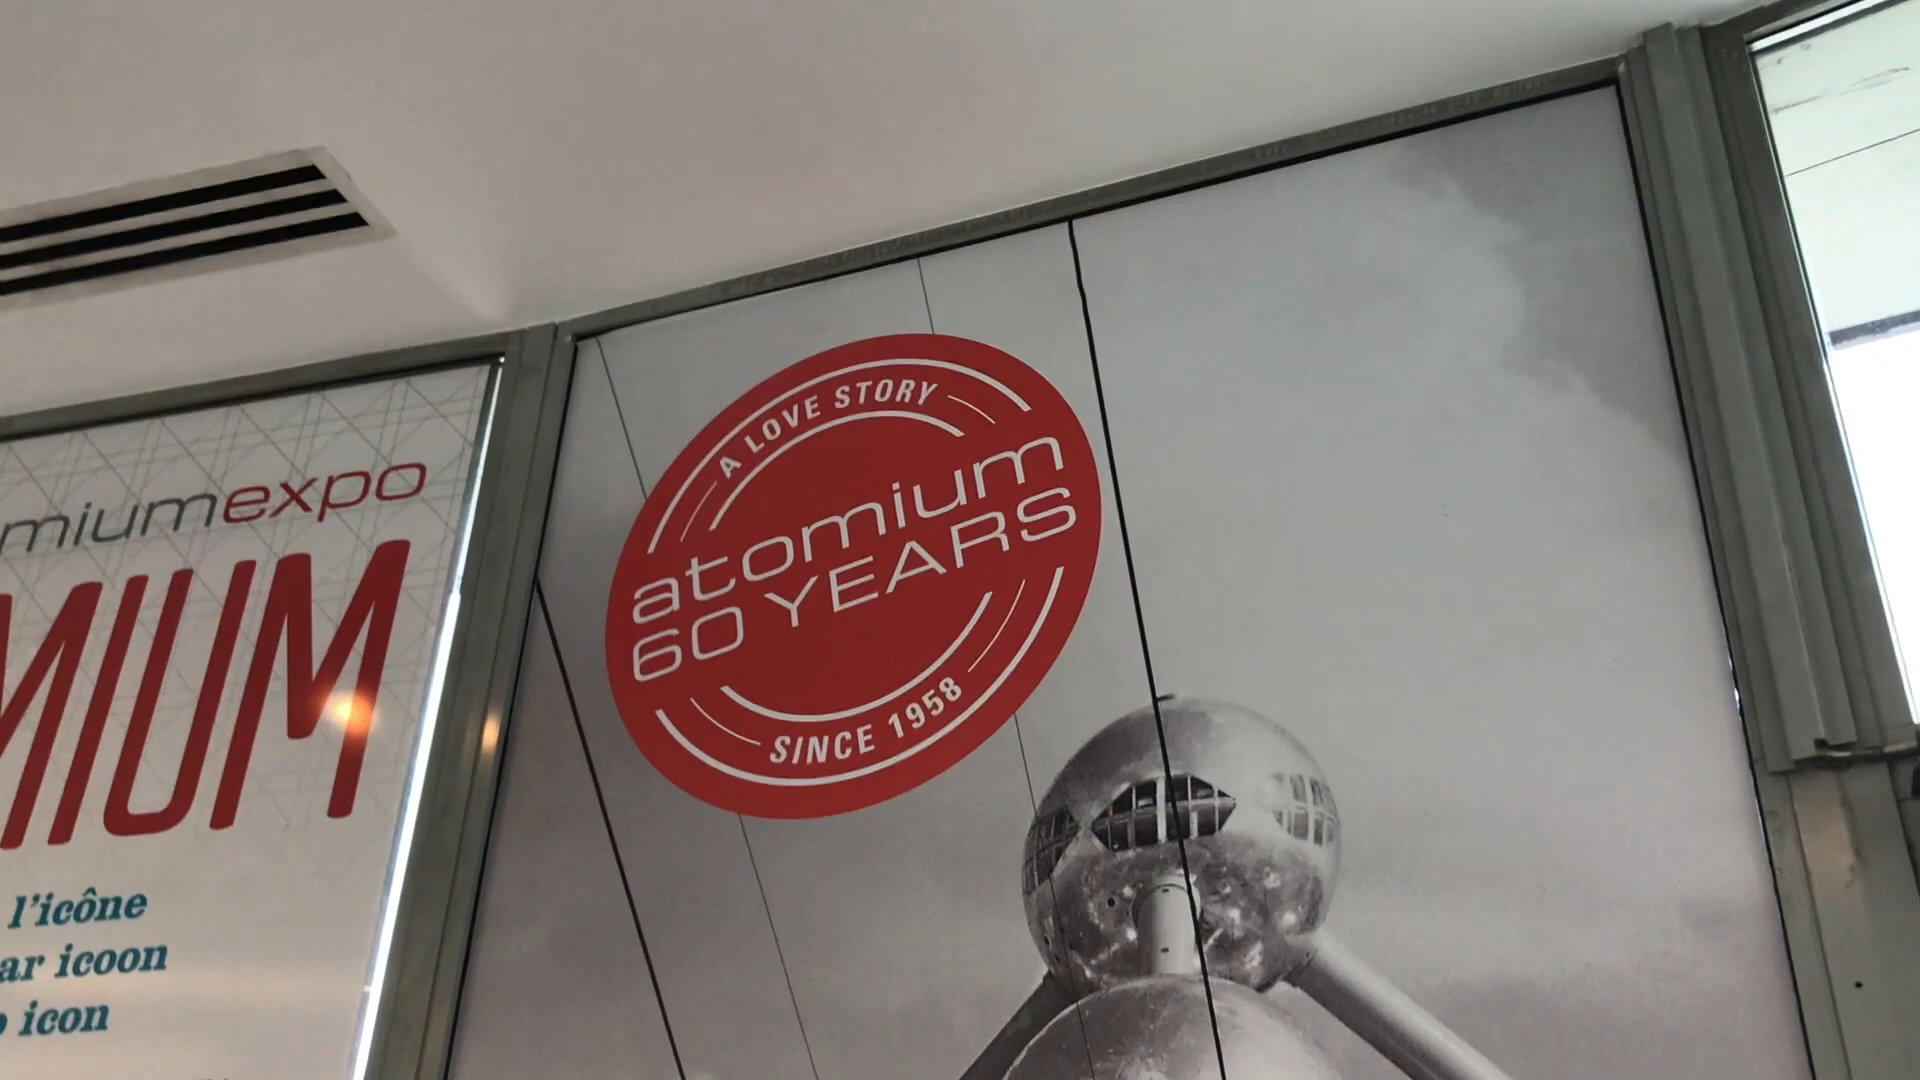 miumexpo
MIUM
l'icône
ar icoon
icon
A LOVE STORY
atomium
60 YEARS
SINCE 1958